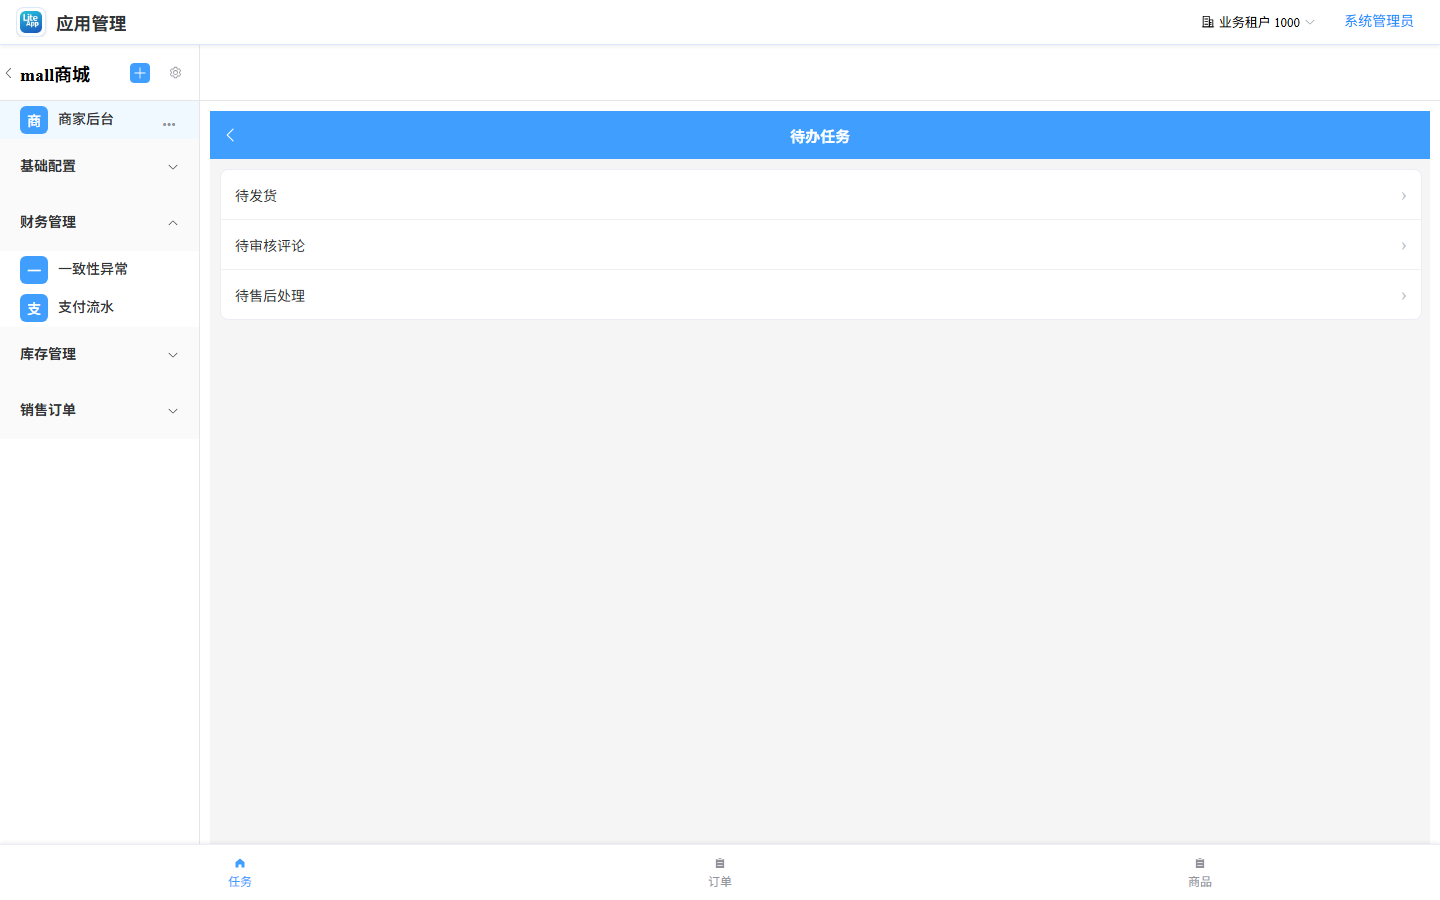 Lite
App
应用管理
业务租户 1000
系统管理员
mall商城
商
商家后台
基础配置
财务管理
一
一致性异常
支
支付流水
库存管理
销售订单
待办任务
待发货
待审核评论
待售后处理
任务
订单
商品